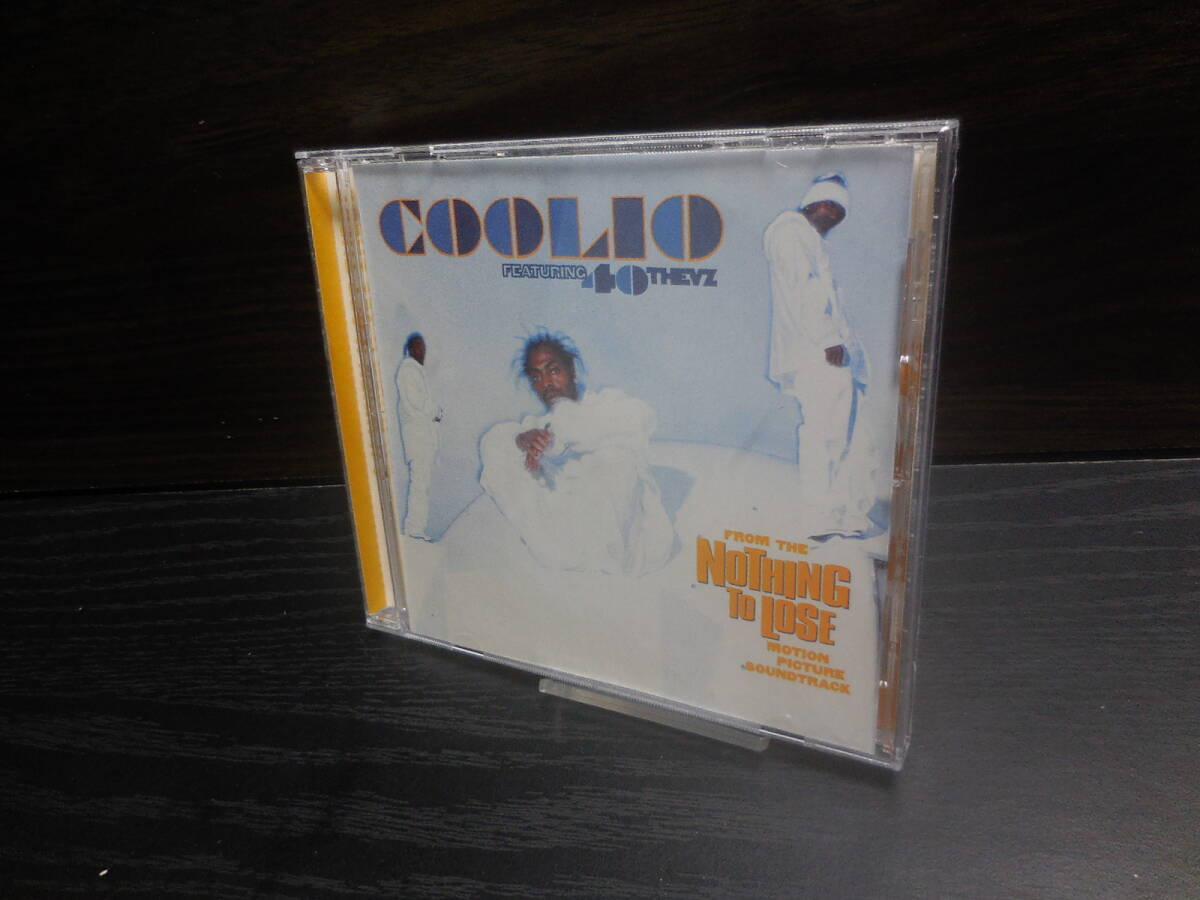 COOLIO
FEATURING 40 THEVZ
FROM THE
NOTHING
TO LOSE
MOTION
PICTURE
SOUNDTRACK